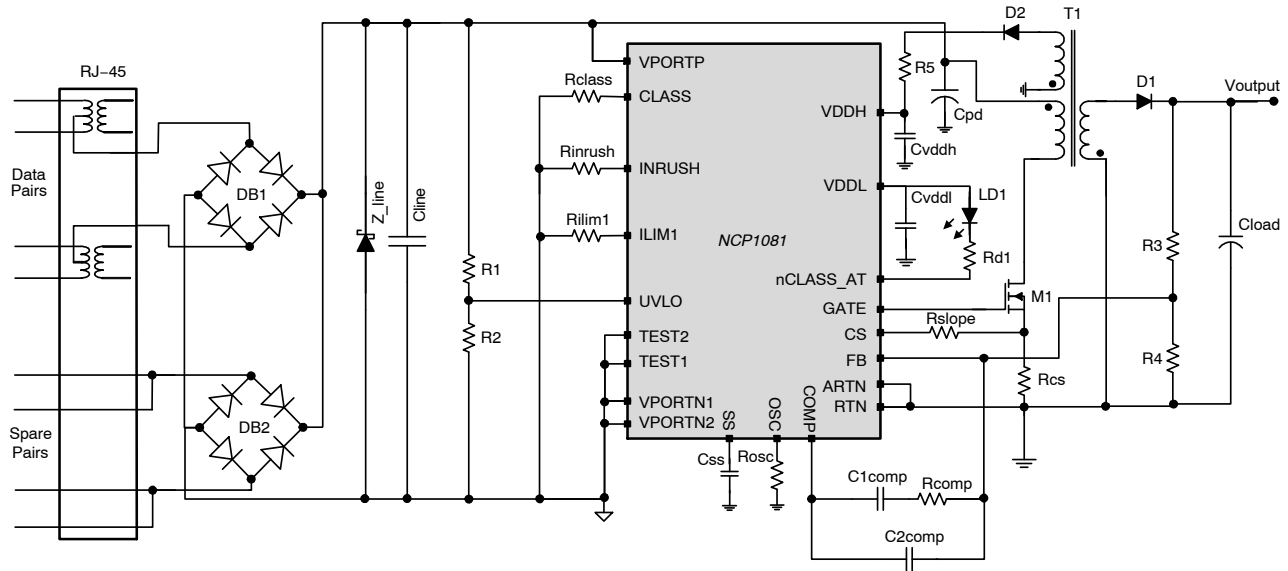 RJ−45
Data
Pairs
Spare
Pairs
DB1
DB2
Z_line
Cline
R1
R2
Rclass
Rinrush
Rilim1
VPORTP
CLASS
INRUSH
ILIM1
UVLO
TEST2
TEST1
VPORTN1
VPORTN2
NCP1081
SS
OSC
COMP
VDDH
VDDL
nCLASS_AT
GATE
CS
FB
ARTN
RTN
Css
Rosc
C1comp
Rcomp
C2comp
R5
D2
T1
Cpd
Cvddh
Cvddl
LD1
Rd1
M1
Rslope
Rcs
D1
Voutput
R3
R4
Cload